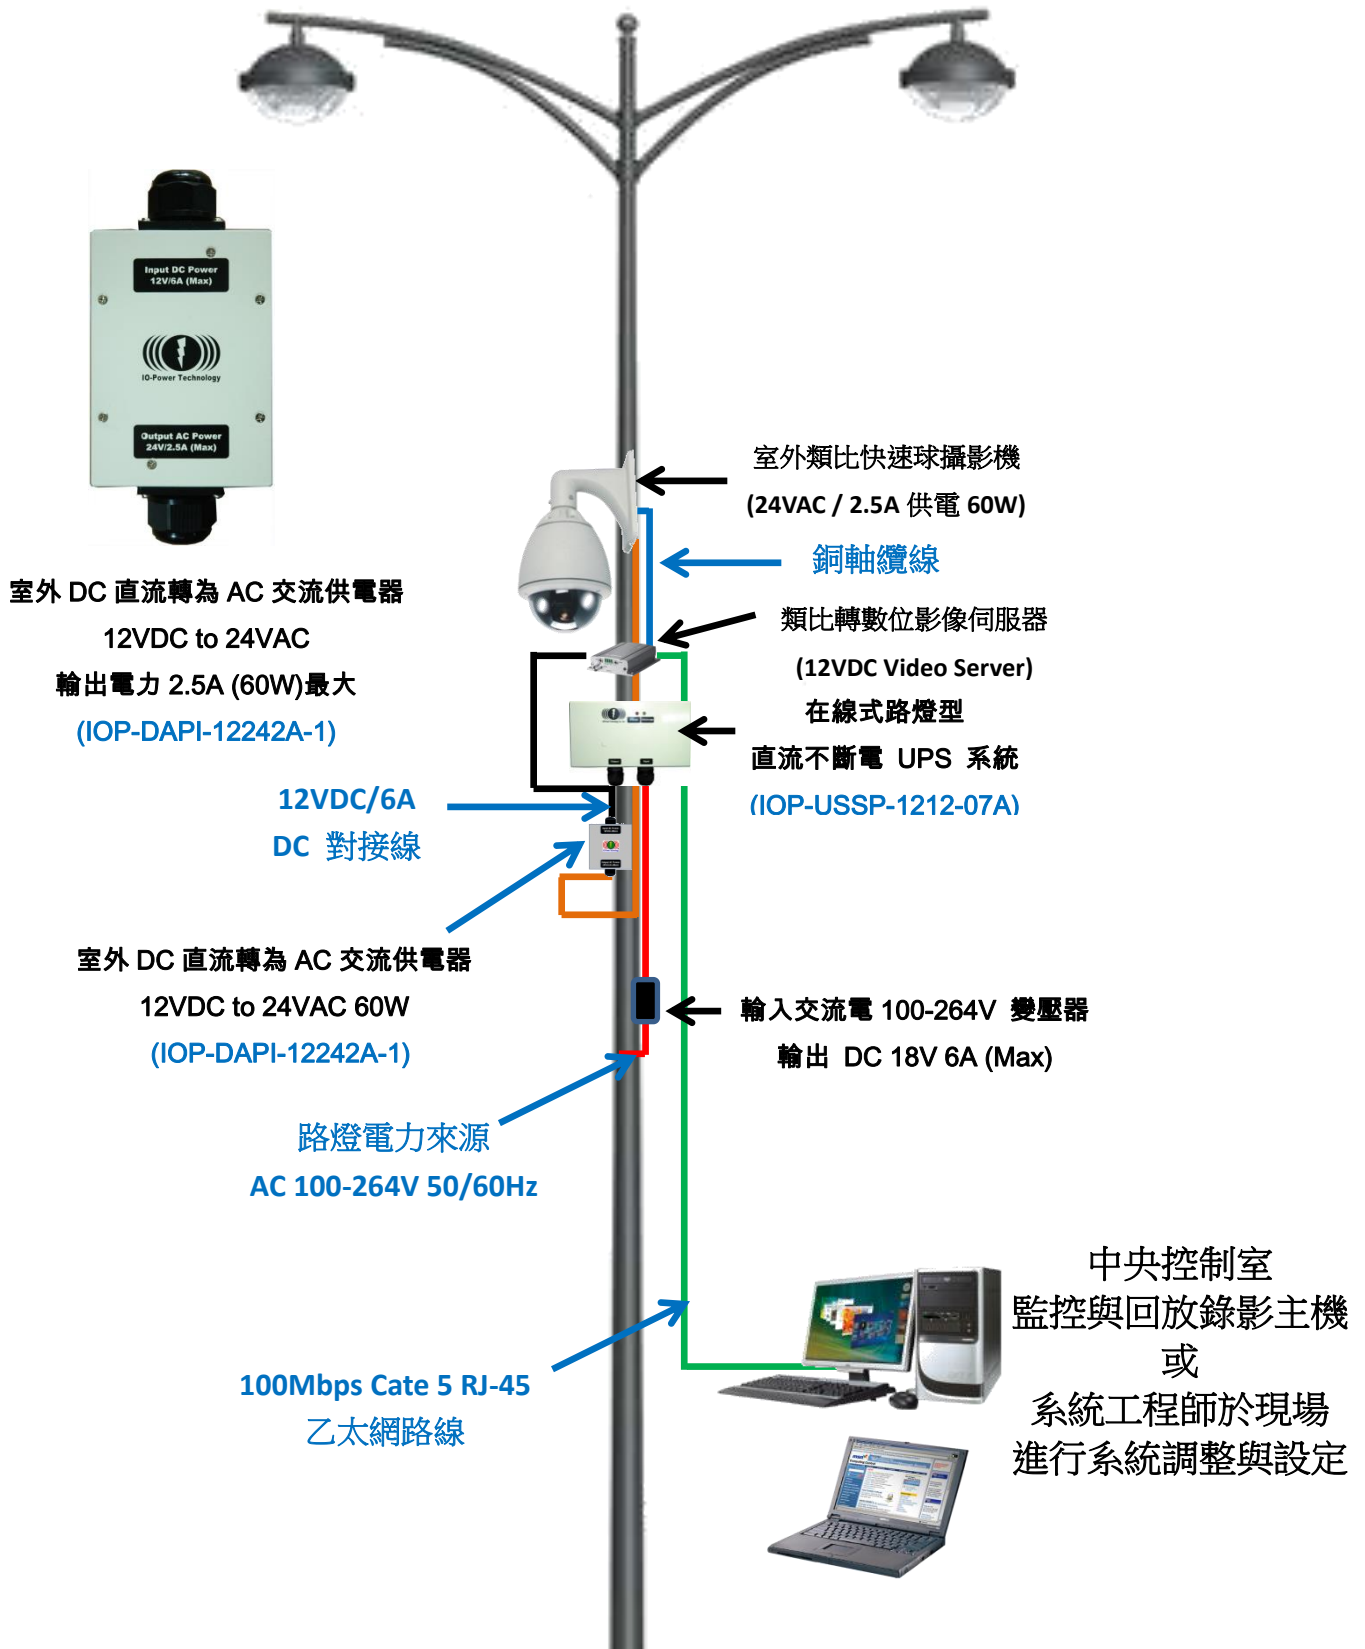 Input DC Power
12V/6A (Max)
IO-Power Technology
Output AC Power
24V/2.5A (Max)
室外 DC 直流轉為 AC 交流供電器
12VDC to 24VAC
輸出電力 2.5A (60W)最大
(IOP-DAPI-12242A-1)
室外類比快速球攝影機
(24VAC / 2.5A 供電 60W)
銅軸纜線
類比轉數位影像伺服器
(12VDC Video Server)
在線式路燈型
直流不斷電 UPS 系統
(IOP-USSP-1212-07A)
12VDC/6A
DC 對接線
室外 DC 直流轉為 AC 交流供電器
12VDC to 24VAC 60W
(IOP-DAPI-12242A-1)
輸入交流電 100-264V 變壓器
輸出 DC 18V 6A (Max)
路燈電力來源
AC 100-264V 50/60Hz
100Mbps Cate 5 RJ-45
乙太網路線
中央控制室
監控與回放錄影主機
或
系統工程師於現場
進行系統調整與設定